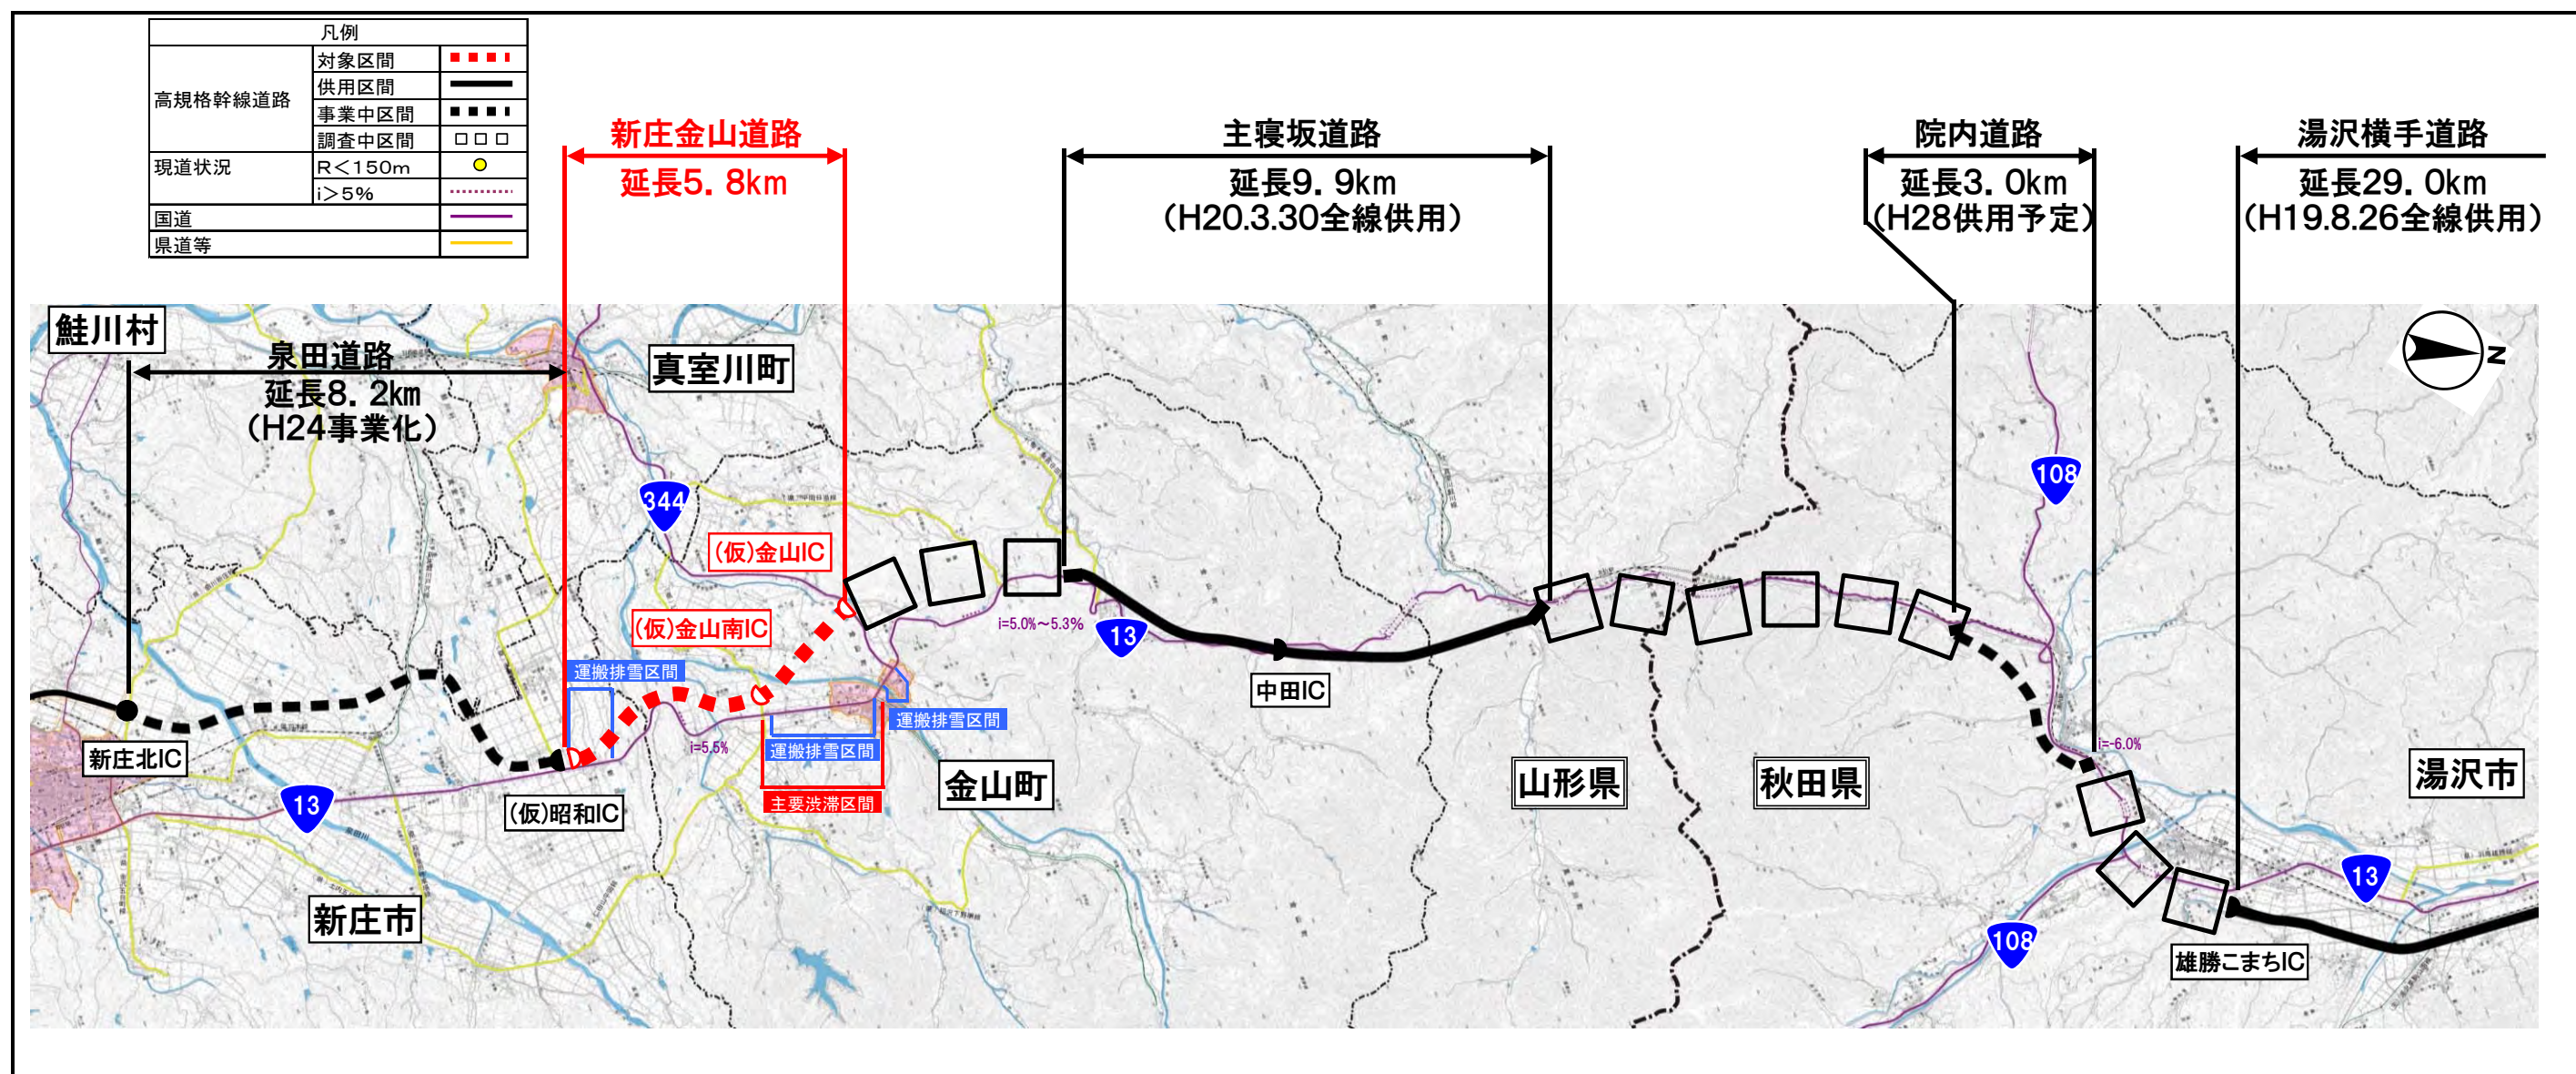 凡例
高規格幹線道路
対象区間
供用区間
事業中区間
調査中区間
現道状況
R＜150m
i＞5%
国道
県道等
新庄金山道路
延長5．8km
主寝坂道路
延長9．9km
（H20.3.30全線供用）
院内道路
延長3．0km
（H28供用予定）
湯沢横手道路
延長29．0km
（H19.8.26全線供用）
鮭川村
泉田道路
延長8．2km
（H24事業化）
真室川町
N
344
108
(仮)金山IC
(仮)金山南IC
i=5.0%～5.3%
13
運搬排雪区間
中田IC
運搬排雪区間
i=5.5%
運搬排雪区間
i=-6.0%
新庄北IC
金山町
山形県
秋田県
湯沢市
主要渋滞区間
13
(仮)昭和IC
13
新庄市
108
雄勝こまちIC